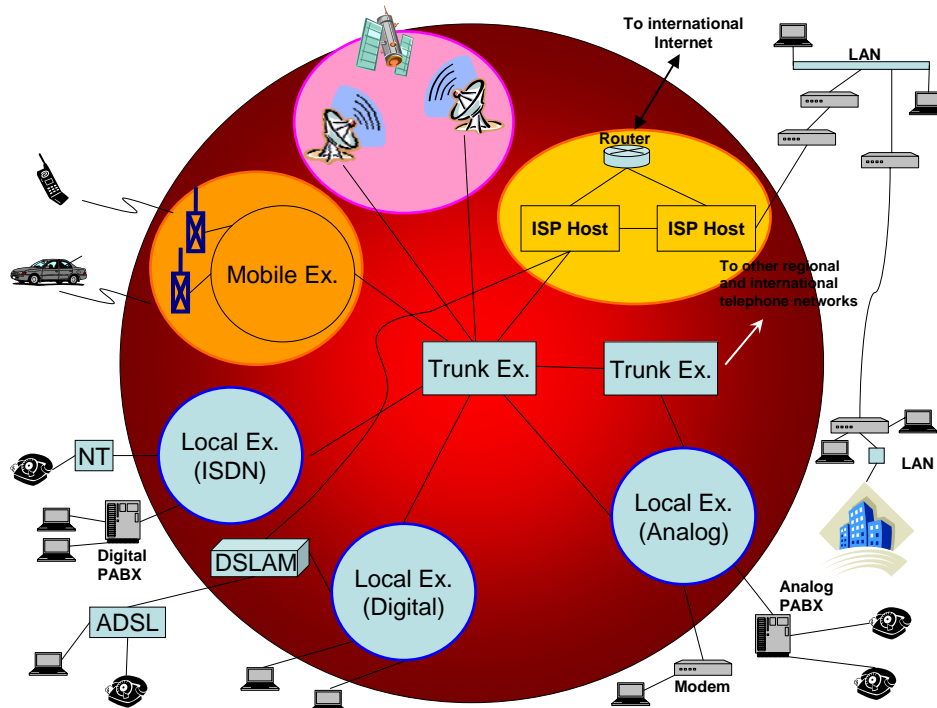 To international
Internet
LAN
Router
ISP Host
ISP Host
Mobile Ex.
To other regional
and international
telephone networks
Trunk Ex.
Trunk Ex.
NT
Local Ex.
(ISDN)
LAN
Local Ex.
(Analog)
Digital
PABX
DSLAM
Local Ex.
(Digital)
Analog
PABX
ADSL
Modem